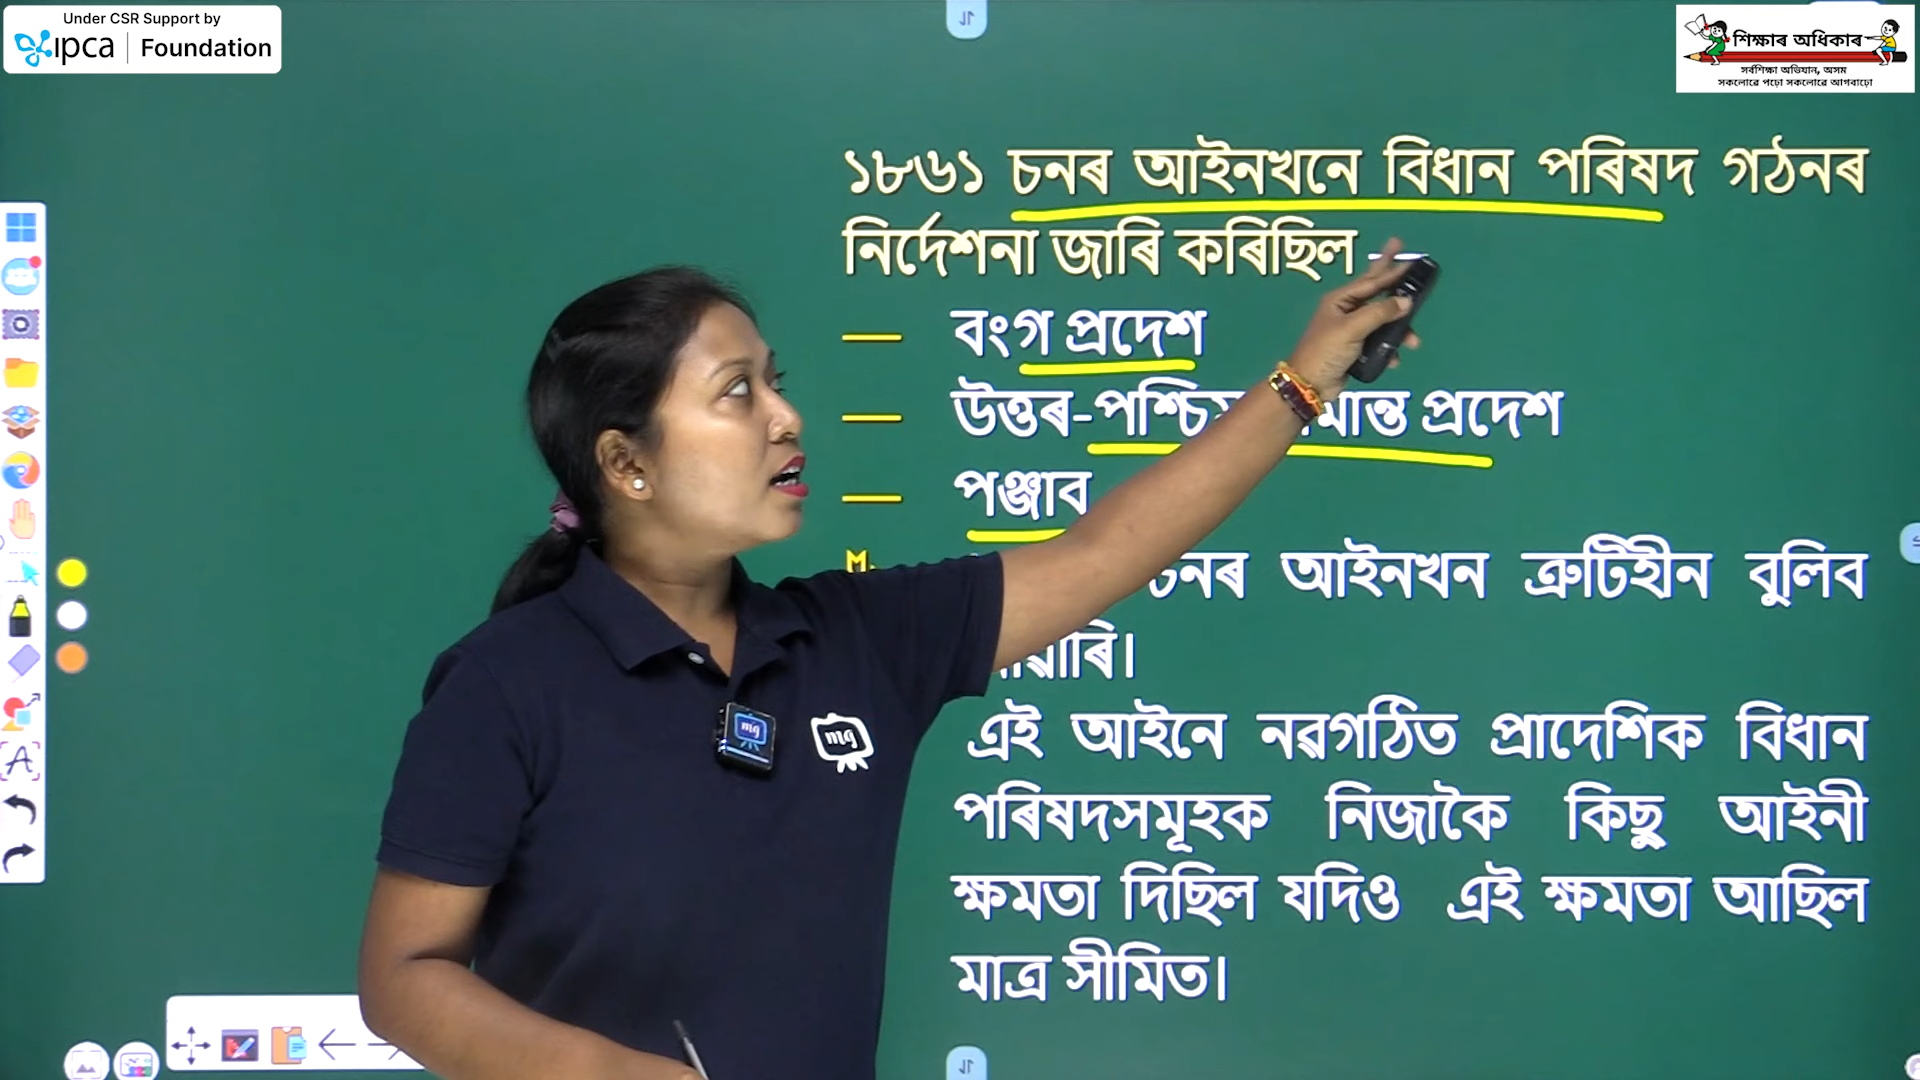 Under CSR Support by
ipca Foundation
শিক্ষাৰ অধিকাৰ
সৰ্বশিক্ষা অভিযান, অসম
সকলোৱে পঢ়ো সকলোৱে আগবাঢ়ো
১৮৬১ চনৰ আইনখনে বিধান পৰিষদ গঠনৰ
নিৰ্দেশনা জাৰি কৰিছিল –
— বংগ প্ৰদেশ
— উত্তৰ-পশ্চিম প্ৰদেশ
— পঞ্জাব
চনৰ আইনখন ত্ৰুটিহীন বুলিব
এই আইনে নৱগঠিত প্ৰাদেশিক বিধান
পৰিষদসমূহক নিজাকৈ কিছু আইনী
ক্ষমতা দিছিল যদিও এই ক্ষমতা আছিল
মাত্ৰ সীমিত।
mg
mg